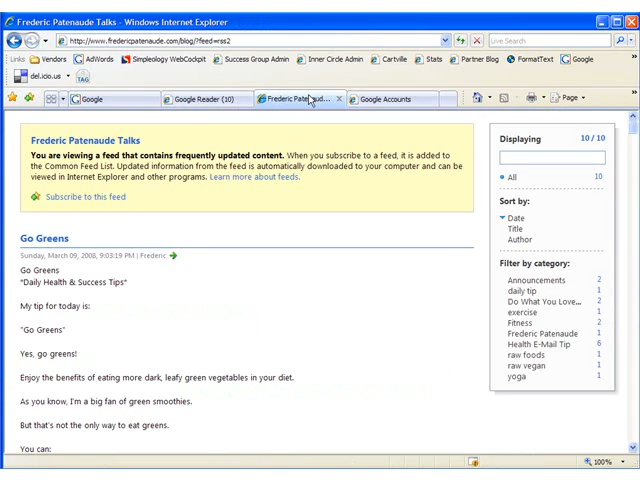 Frederic Patenaude Talks - Windows Internet Explorer
http://www.fredericpatenaude.com/blog/?feed=rss2
Live Search
Links
Vendors
AdWords
Simpleology WebCockpit
Success Group Admin
Inner Circle Admin
Cartville
Stats
Partner Blog
FormatText
Google
del.icio.us
TAG
Google
Google Reader (10)
Frederic Patenaud...
Google Accounts
Page
Frederic Patenaude Talks
You are viewing a feed that contains frequently updated content. When you subscribe to a feed, it is added to
the Common Feed List. Updated information from the feed is automatically downloaded to your computer and can be
viewed in Internet Explorer and other programs. Learn more about feeds.
Subscribe to this feed
Go Greens
Sunday, March 09, 2008, 9:03:19 PM | Frederic
Go Greens
*Daily Health & Success Tips*
My tip for today is:
"Go Greens"
Yes, go greens!
Enjoy the benefits of eating more dark, leafy green vegetables in your diet.
As you know, I'm a big fan of green smoothies.
But that's not the only way to eat greens.
You can:
Displaying 10 / 10
All 10
Sort by:
Date
Title
Author
Filter by category:
Announcements 2
daily tip 1
Do What You Love... 2
exercise 1
Fitness 2
Frederic Patenaude 1
Health E-Mail Tip 6
raw foods 1
raw vegan 1
yoga 1
100%